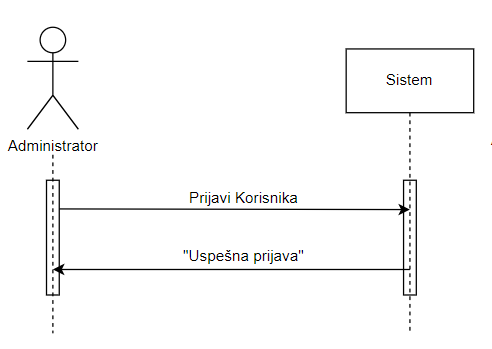 Sistem
Administrator
Prijavi Korisnika
"Uspešna prijava"